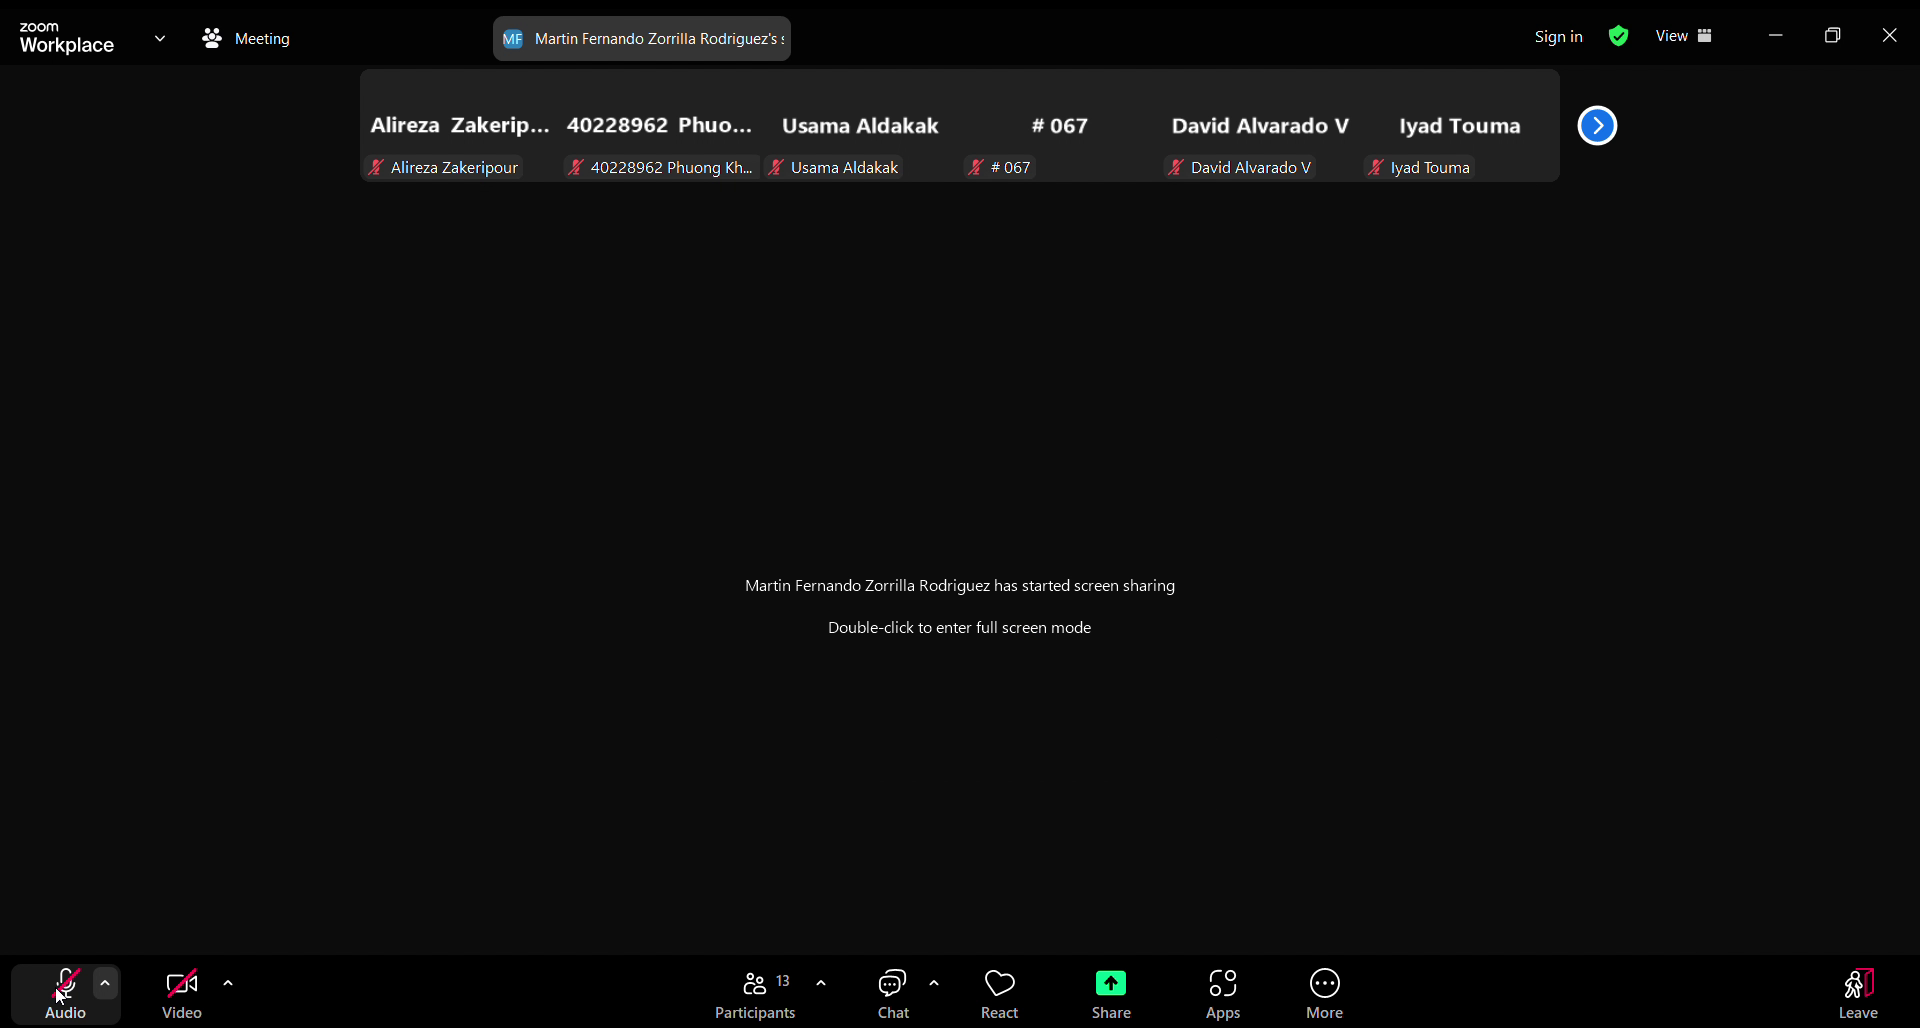 zoom
Workplace
Meeting
MF Martin Fernando Zorrilla Rodriguez's
Sign in
View
Alireza Zakerip... 40228962 Phuo... Usama Aldakak # 067 David Alvarado V Iyad Touma
Alireza Zakeripour 40228962 Phuong Kh... Usama Aldakak # 067 David Alvarado V Iyad Touma
Martin Fernando Zorrilla Rodriguez has started screen sharing
Double-click to enter full screen mode
13
Audio Video Participants Chat React Share Apps More Leave